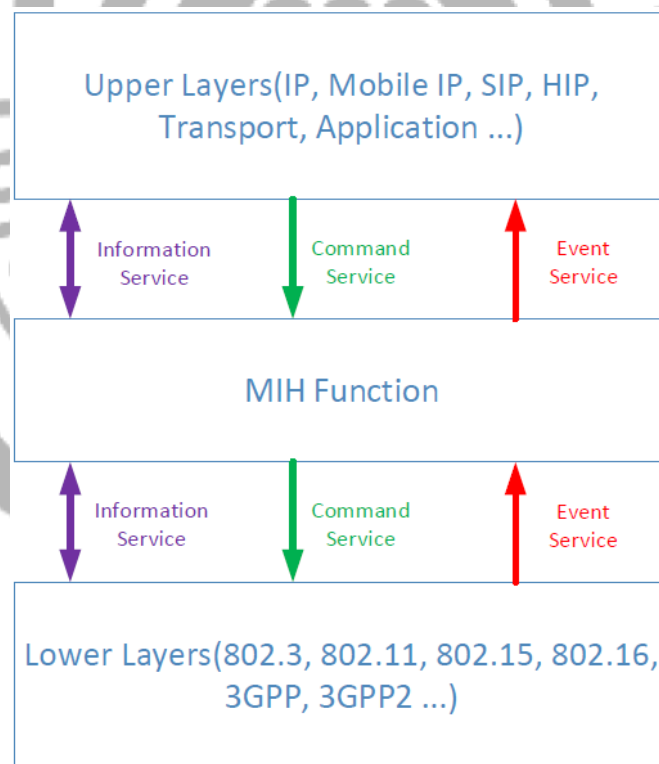 Upper Layers(IP, Mobile IP, SIP, HIP,
Transport, Application ...)
Information
Service
Command
Service
Event
Service
MIH Function
Information
Service
Command
Service
Event
Service
Lower Layers(802.3, 802.11, 802.15, 802.16,
3GPP, 3GPP2 ...)